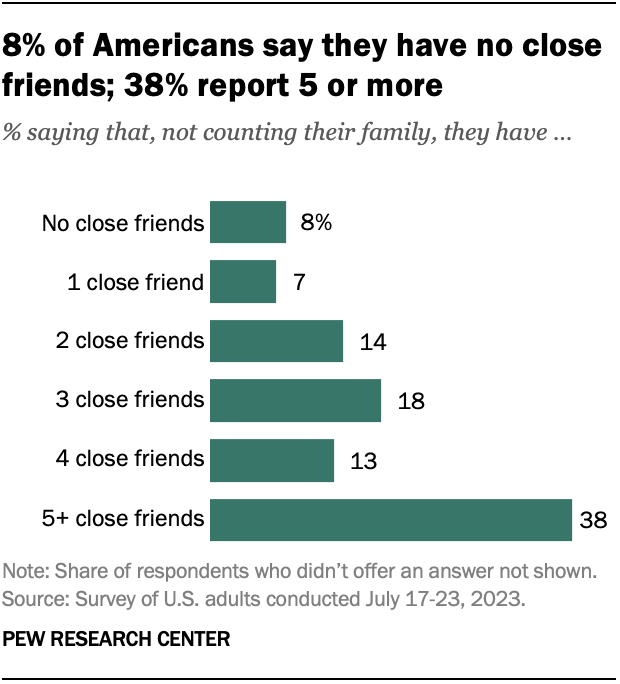 8% of Americans say they have no close
friends; 38% report 5 or more
% saying that, not counting their family, they have ...
No close friends 8%
1 close friend 7
2 close friends 14
3 close friends 18
4 close friends 13
5+ close friends 38
Note: Share of respondents who didn’t offer an answer not shown.
Source: Survey of U.S. adults conducted July 17-23, 2023.
PEW RESEARCH CENTER